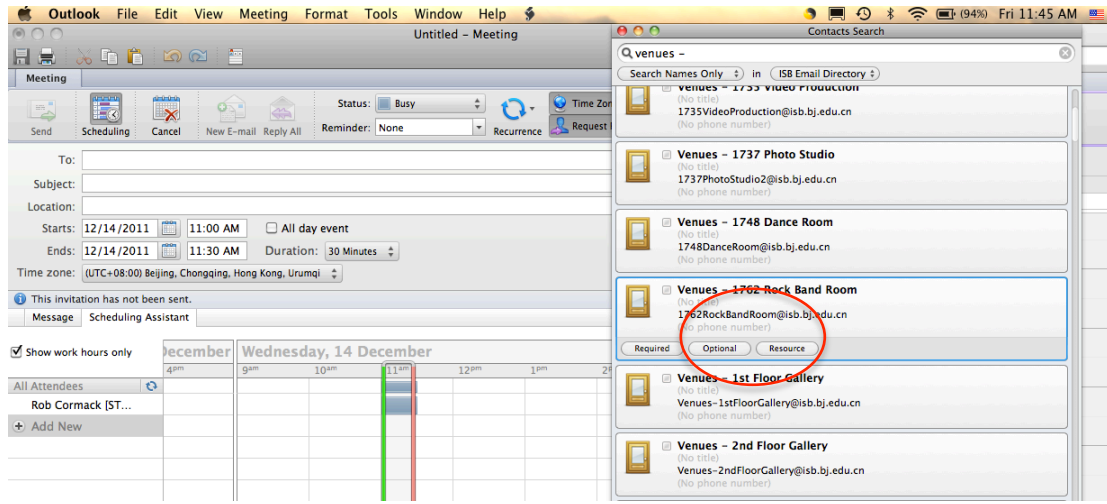 Outlook File Edit View Meeting Format Tools Window Help (94%) Fri 11:45 AM
Untitled – Meeting
Meeting
Send Scheduling Cancel New E-mail Reply All
Status: Busy
Reminder: None
Recurrence
Time Zon
Request
To:
Subject:
Location:
Starts: 12/14/2011 11:00 AM All day event
Ends: 12/14/2011 11:30 AM Duration: 30 Minutes
Time zone: (UTC+08:00) Beijing, Chongqing, Hong Kong, Urumqi
This invitation has not been sent.
Message Scheduling Assistant
Show work hours only
December Wednesday, 14 December
4pm 9am 10am 11am 12pm 1pm 2
All Attendees
Rob Cormack [ST...
Add New
Contacts Search
venues –
Search Names Only in ISB Email Directory
Venues – 1735 Video Production
(No title)
1735VideoProduction@isb.bj.edu.cn
(No phone number)
Venues – 1737 Photo Studio
(No title)
1737PhotoStudio2@isb.bj.edu.cn
(No phone number)
Venues – 1748 Dance Room
(No title)
1748DanceRoom@isb.bj.edu.cn
(No phone number)
Venues – 1762 Rock Band Room
(No title)
1762RockBandRoom@isb.bj.edu.cn
(No phone number)
Required Optional Resource
Venues – 1st Floor Gallery
(No title)
Venues-1stFloorGallery@isb.bj.edu.cn
(No phone number)
Venues – 2nd Floor Gallery
(No title)
Venues-2ndFloorGallery@isb.bj.edu.cn
(No phone number)